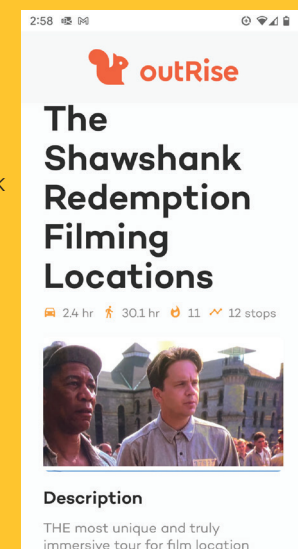 2:58
outRise
The
Shawshank
Redemption
Filming
Locations
2.4 hr 30.1 hr 11 12 stops
Description
THE most unique and truly
immersive tour for film location